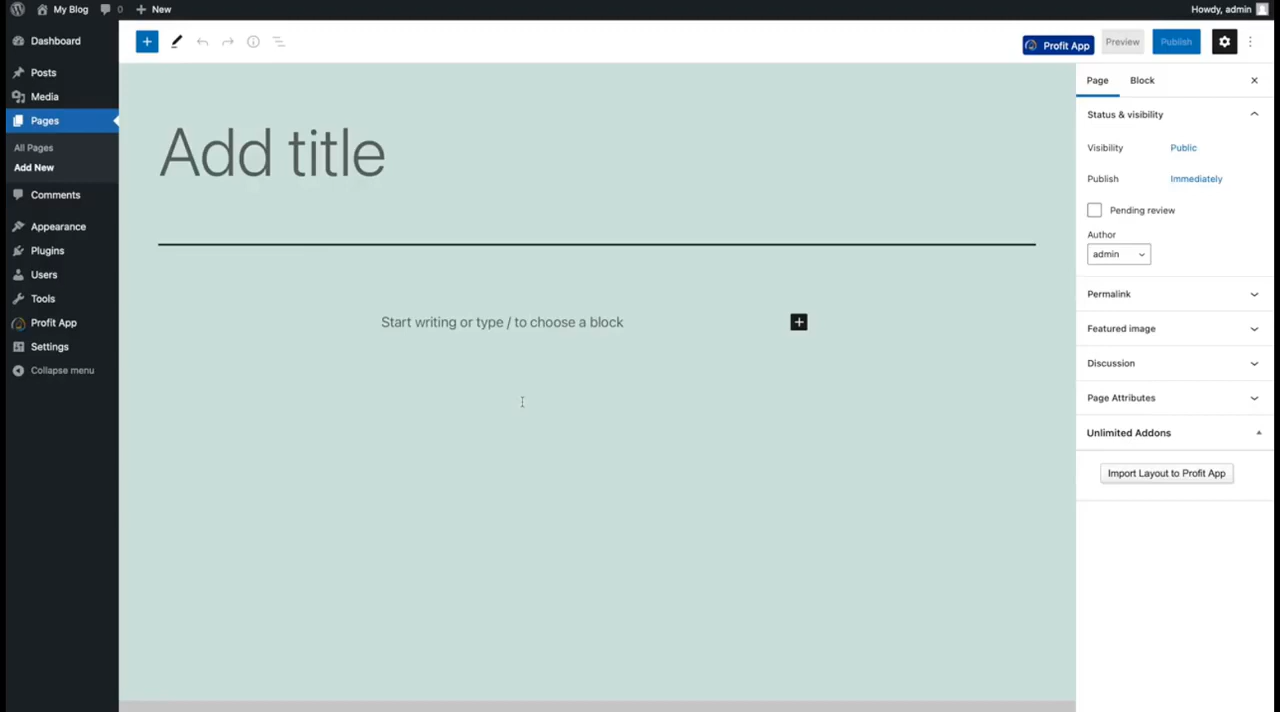 My Blog 0 New Howdy, admin
Dashboard
Posts
Media
Pages
All Pages
Add New
Comments
Appearance
Plugins
Users
Tools
Profit App
Settings
Collapse menu
Profit App Preview Publish
Add title
Start writing or type / to choose a block
Page Block
Status & visibility
Visibility Public
Publish Immediately
Pending review
Author
admin
Permalink
Featured image
Discussion
Page Attributes
Unlimited Addons
Import Layout to Profit App